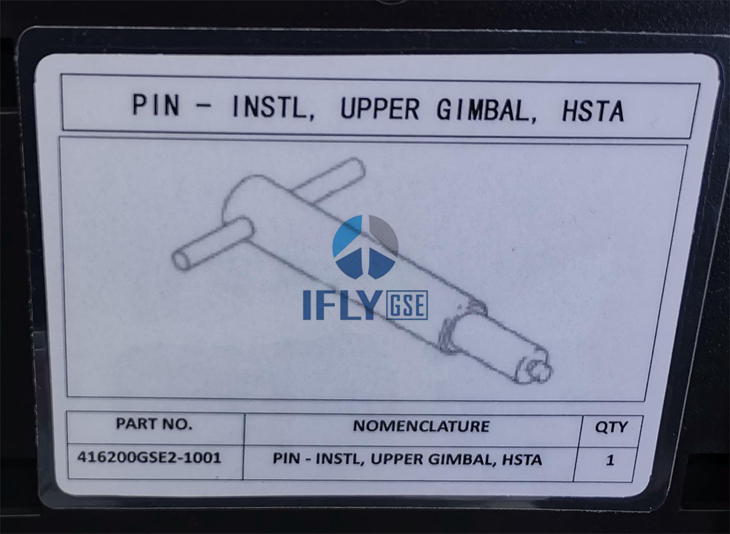 PIN - INSTL, UPPER GIMBAL, HSTA
IFLY GSE
PART NO. NOMENCLATURE QTY
416200GSE2-1001 PIN - INSTL, UPPER GIMBAL, HSTA 1